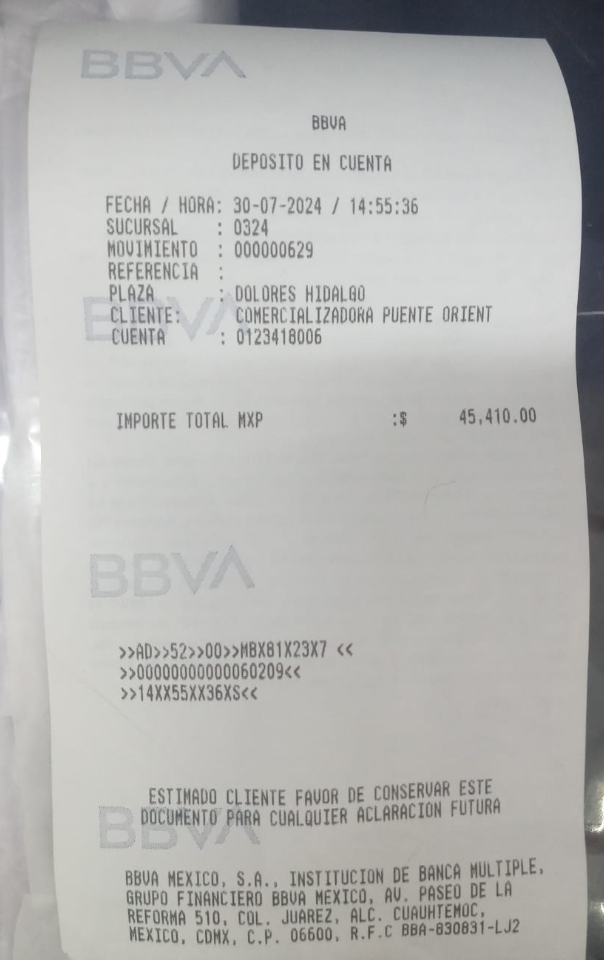 BBVA
BBVA
DEPOSITO EN CUENTA
FECHA / HORA: 30-07-2024 / 14:55:36
SUCURSAL : 0324
MOVIMIENTO : 000000629
REFERENCIA :
PLAZA : DOLORES HIDALGO
BBVA
CLIENTE: COMERCIALIZADORA PUENTE ORIENT
CUENTA : 0123418006
IMPORTE TOTAL MXP :$ 45,410.00
BBVA
>>AD>>52>>00>>MBX81X23X7 <<
>>00000000000060209<<
>>14XX55XX36XS<<
ESTIMADO CLIENTE FAVOR DE CONSERVAR ESTE
DOCUMENTO PARA CUALQUIER ACLARACION FUTURA
BBVA
BBVA MEXICO, S.A., INSTITUCION DE BANCA MULTIPLE,
GRUPO FINANCIERO BBVA MEXICO, AV. PASEO DE LA
REFORMA 510, COL. JUAREZ, ALC. CUAUHTEMOC,
MEXICO, CDMX, C.P. 06600, R.F.C BBA-830831-LJ2